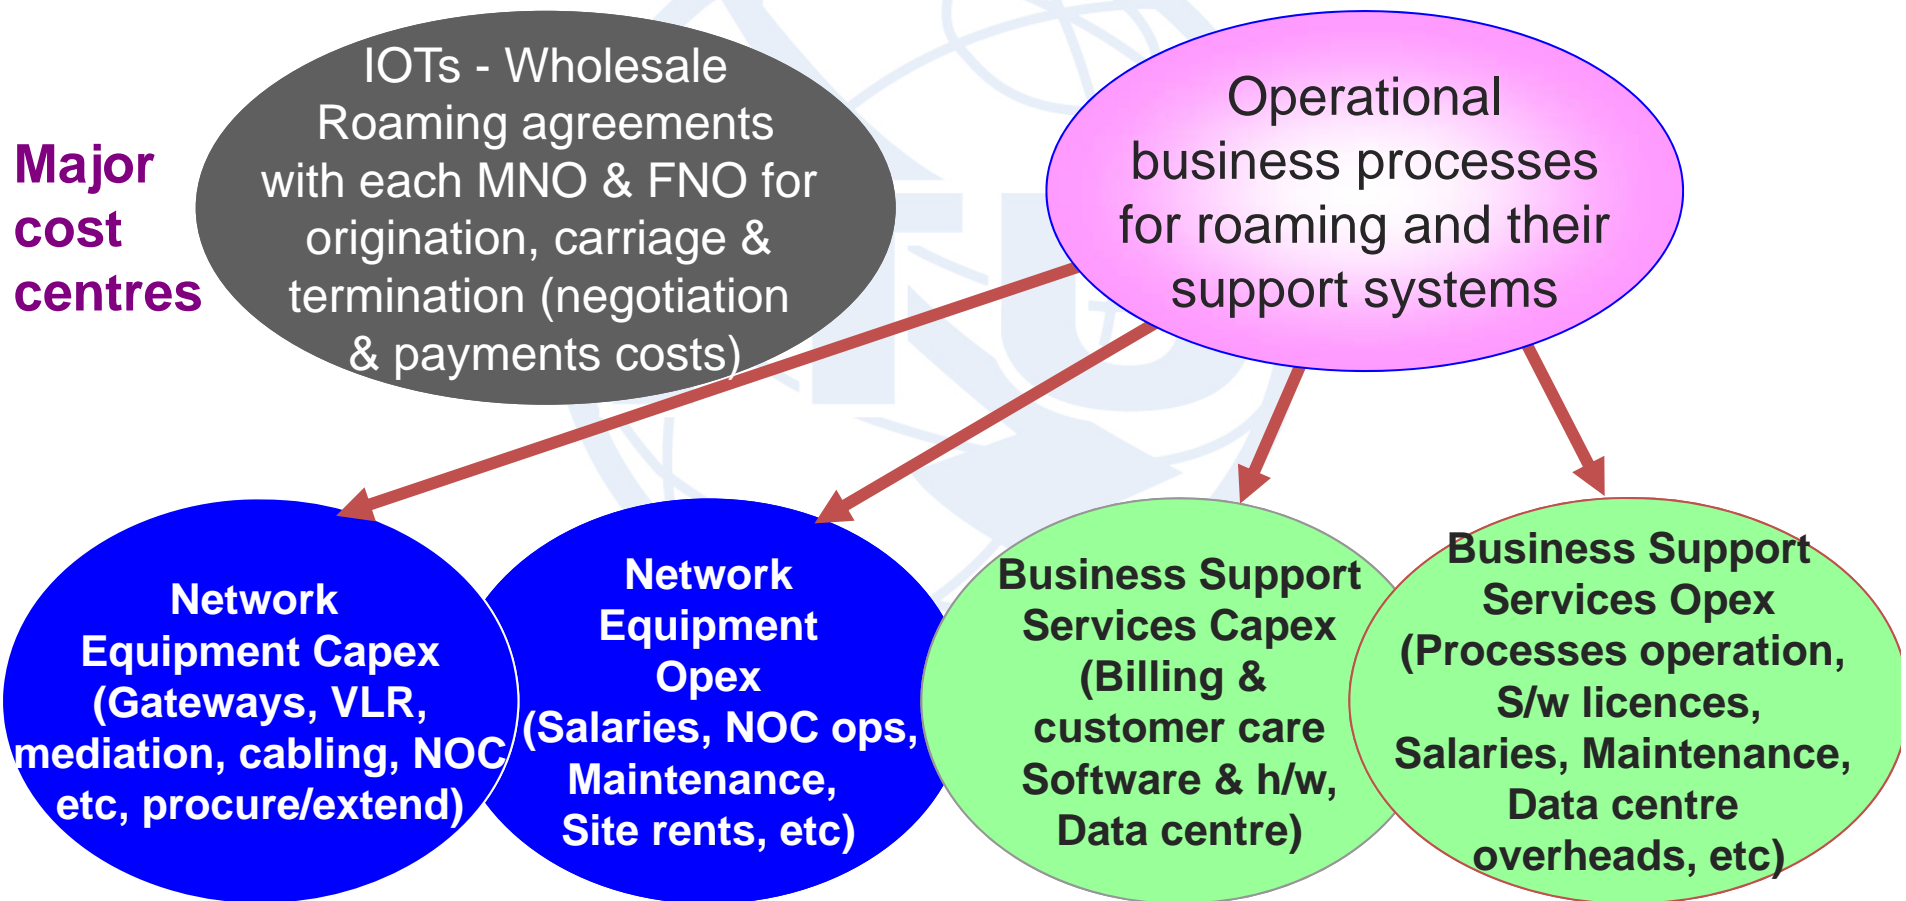 Major
cost
centres
IOTs - Wholesale
Roaming agreements
with each MNO & FNO for
origination, carriage &
termination (negotiation
& payments costs)
Operational
business processes
for roaming and their
support systems
Network
Equipment Capex
(Gateways, VLR,
mediation, cabling, NOC
etc, procure/extend)
Network
Equipment
Opex
(Salaries, NOC ops,
Maintenance,
Site rents, etc)
Business Support
Services Capex
(Billing &
customer care
Software & h/w,
Data centre)
Business Support
Services Opex
(Processes operation,
S/w licences,
Salaries, Maintenance,
Data centre
overheads, etc)